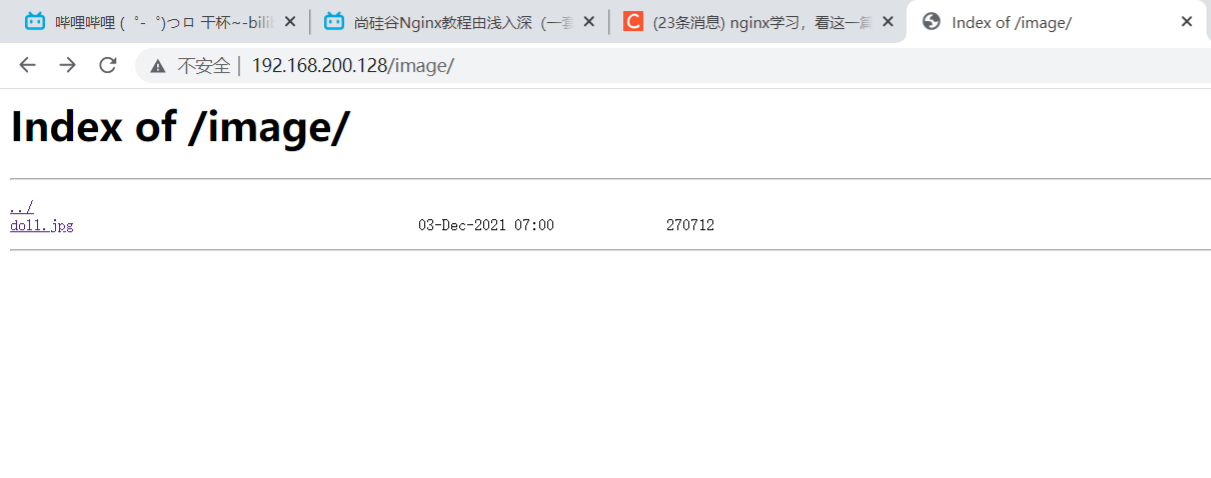 哔哩哔哩 (゜-゜)つロ 干杯~-bili
尚硅谷Nginx教程由浅入深（一套
(23条消息) nginx学习，看这一篇
Index of /image/
不安全 | 192.168.200.128/image/
Index of /image/
../
doll.jpg 03-Dec-2021 07:00 270712